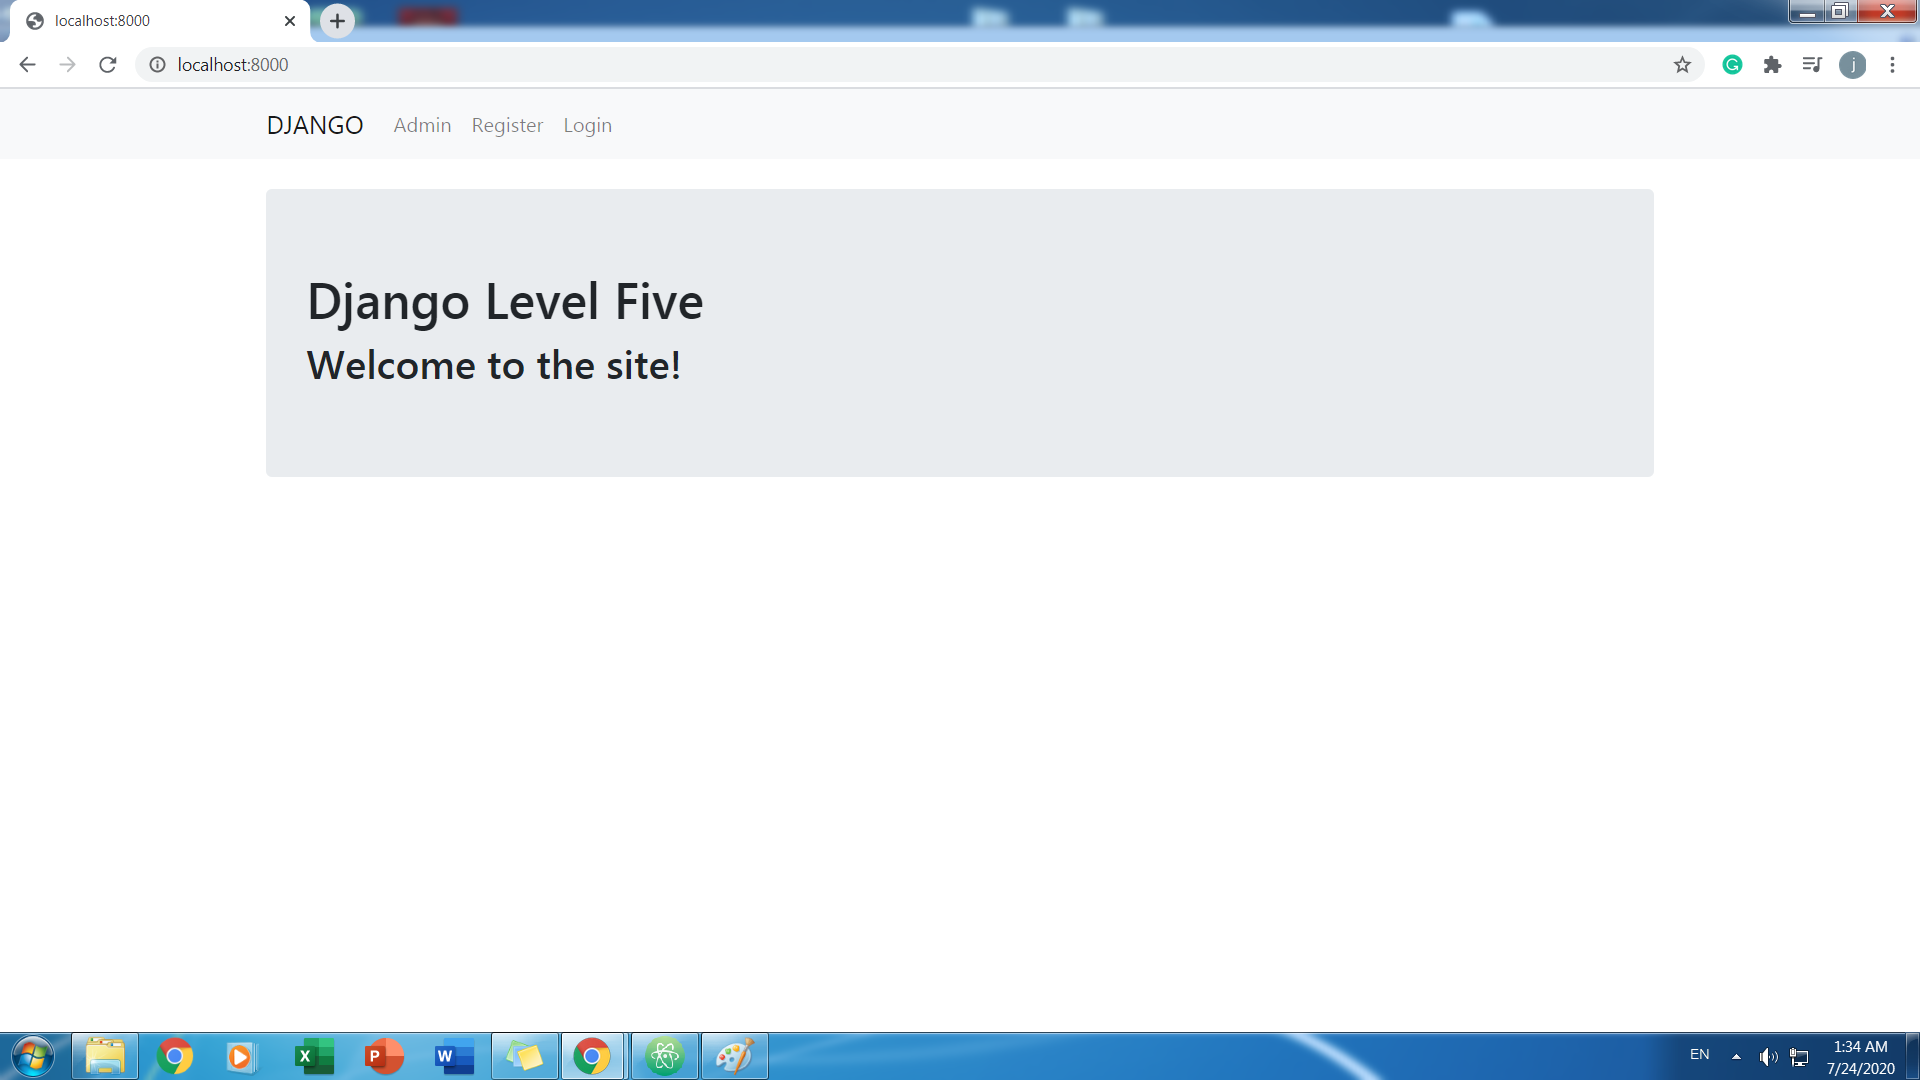 localhost:8000
localhost:8000
j
DJANGO Admin Register Login
Django Level Five
Welcome to the site!
EN
1:34 AM
7/24/2020